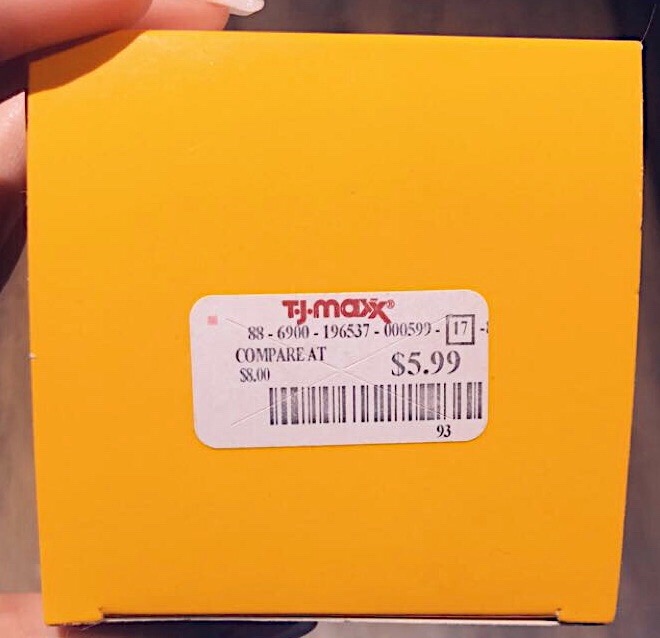 T·J·maxx®
88 - 6900 - 196537 - 000599 - 17 -
COMPARE AT
$8.00
$5.99
93